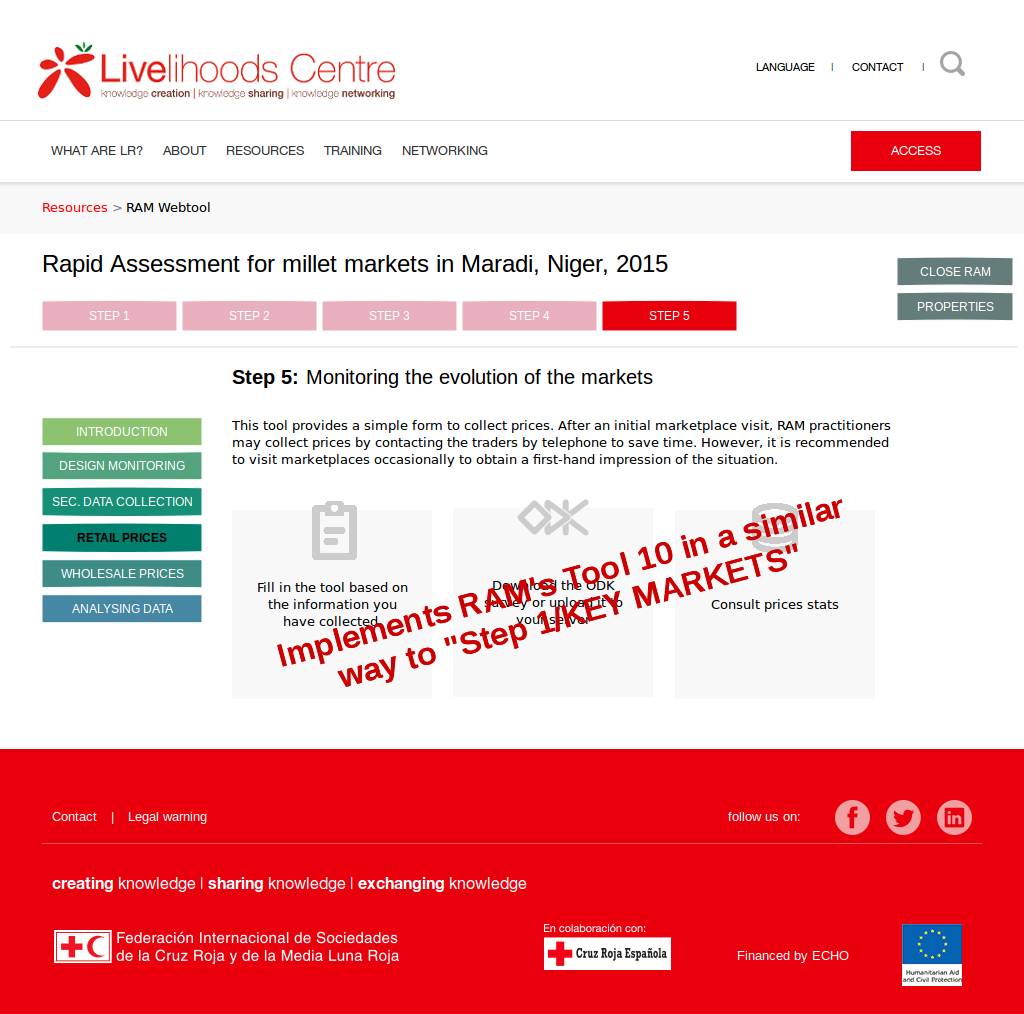 Livelihoods Centre
knowledge creation | knowledge sharing | knowledge networking
LANGUAGE | CONTACT |
WHAT ARE LR? ABOUT RESOURCES TRAINING NETWORKING ACCESS
Resources > RAM Webtool
Rapid Assessment for millet markets in Maradi, Niger, 2015
CLOSE RAM
PROPERTIES
STEP 1 STEP 2 STEP 3 STEP 4 STEP 5
Step 5: Monitoring the evolution of the markets
INTRODUCTION
DESIGN MONITORING
SEC. DATA COLLECTION
RETAIL PRICES
WHOLESALE PRICES
ANALYSING DATA
This tool provides a simple form to collect prices. After an initial marketplace visit, RAM practitioners
may collect prices by contacting the traders by telephone to save time. However, it is recommended
to visit marketplaces occasionally to obtain a first-hand impression of the situation.
Fill in the tool based on
the information you
have collected
Download the ODK
survey or upload it to
your server
Consult prices stats
Implements RAM's Tool 10 in a similar
way to "Step 1/KEY MARKETS"
Contact | Legal warning
follow us on:
creating knowledge | sharing knowledge | exchanging knowledge
Federación Internacional de Sociedades
de la Cruz Roja y de la Media Luna Roja
En colaboración con:
Cruz Roja Española
Financed by ECHO
Humanitarian Aid
and Civil Protection